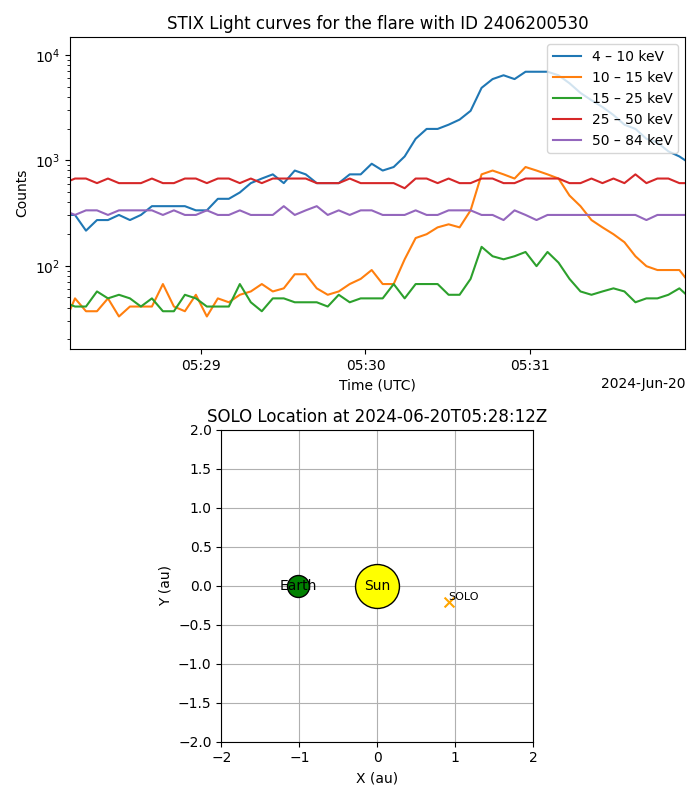 STIX Light curves for the flare with ID 2406200530
10⁴
10³
10²
Counts
4 – 10 keV
10 – 15 keV
15 – 25 keV
25 – 50 keV
50 – 84 keV
05:29 05:30 05:31
Time (UTC)
2024-Jun-20
SOLO Location at 2024-06-20T05:28:12Z
2.0
1.5
1.0
0.5
0.0
−0.5
−1.0
−1.5
−2.0
Y (au)
Earth
Sun
SOLO
−2 −1 0 1 2
X (au)